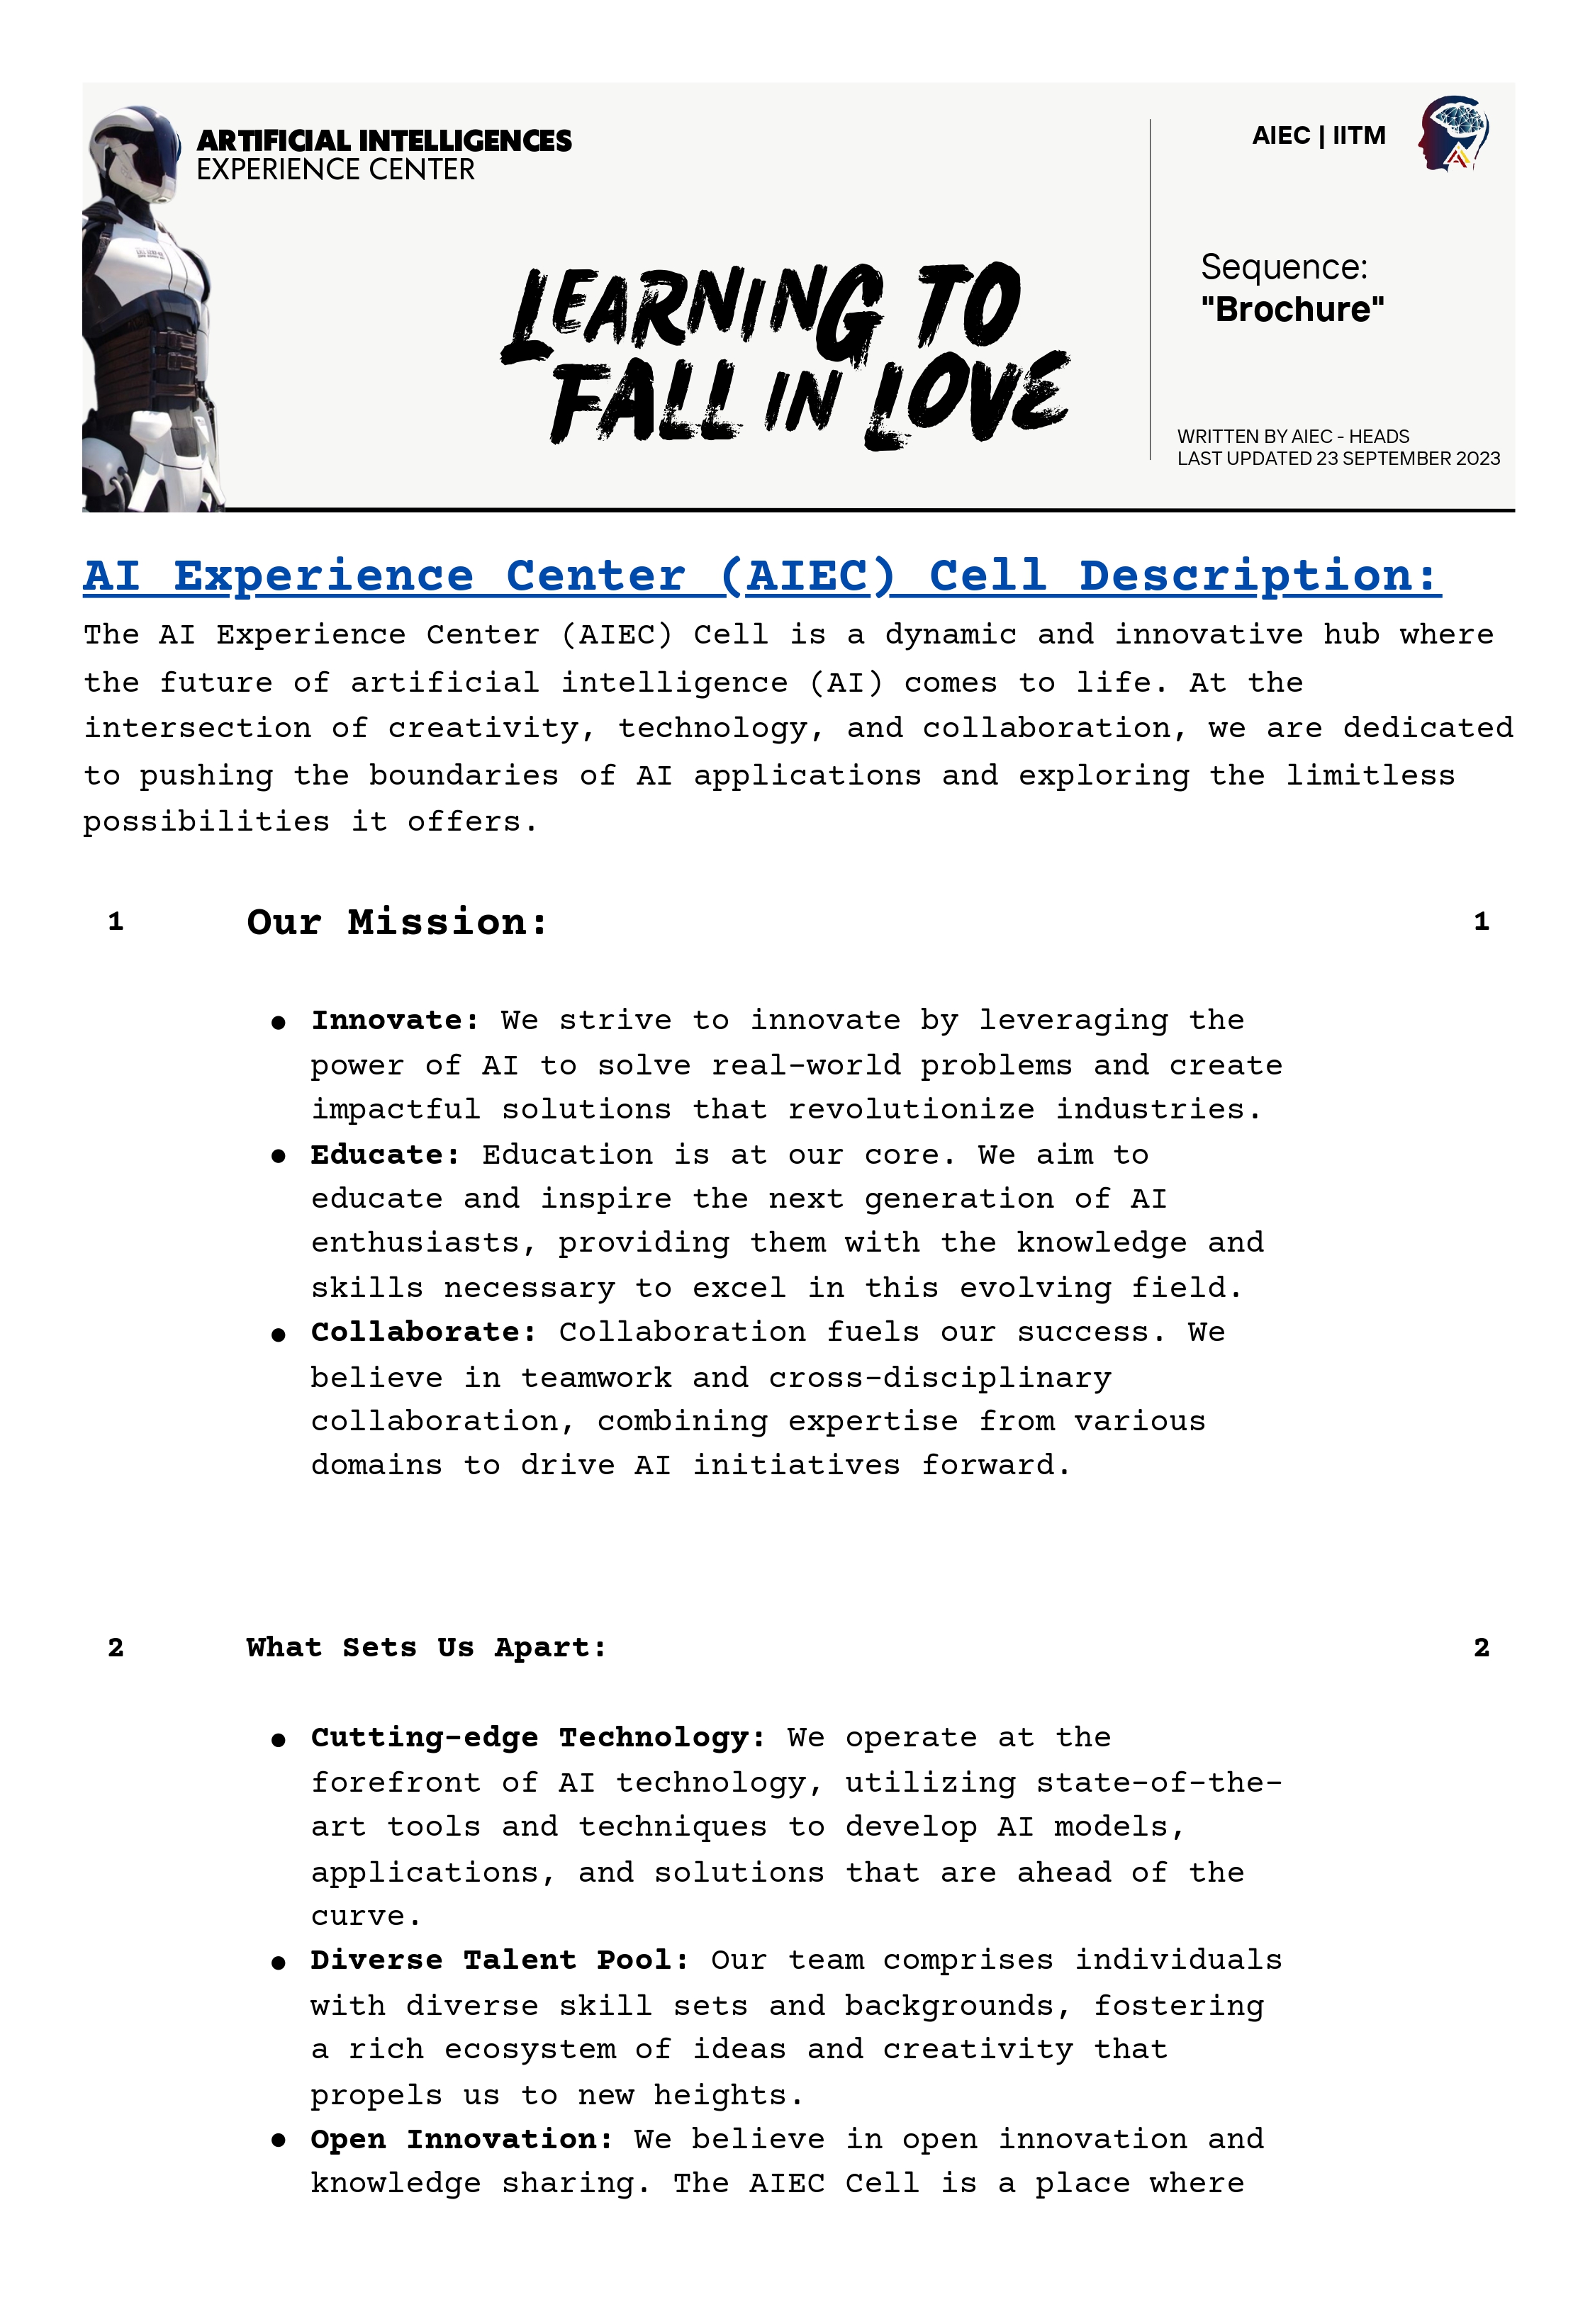 ARTIFICIAL INTELLIGENCES
EXPERIENCE CENTER
AIEC | IITM
LEARNING TO
FALL IN LOVE
Sequence:
"Brochure"
WRITTEN BY AIEC - HEADS
LAST UPDATED 23 SEPTEMBER 2023
AI Experience Center (AIEC) Cell Description:
The AI Experience Center (AIEC) Cell is a dynamic and innovative hub where
the future of artificial intelligence (AI) comes to life. At the
intersection of creativity, technology, and collaboration, we are dedicated
to pushing the boundaries of AI applications and exploring the limitless
possibilities it offers.
1 Our Mission: 1
● Innovate: We strive to innovate by leveraging the
power of AI to solve real-world problems and create
impactful solutions that revolutionize industries.
● Educate: Education is at our core. We aim to
educate and inspire the next generation of AI
enthusiasts, providing them with the knowledge and
skills necessary to excel in this evolving field.
● Collaborate: Collaboration fuels our success. We
believe in teamwork and cross-disciplinary
collaboration, combining expertise from various
domains to drive AI initiatives forward.
2 What Sets Us Apart: 2
● Cutting-edge Technology: We operate at the
forefront of AI technology, utilizing state-of-the-
art tools and techniques to develop AI models,
applications, and solutions that are ahead of the
curve.
● Diverse Talent Pool: Our team comprises individuals
with diverse skill sets and backgrounds, fostering
a rich ecosystem of ideas and creativity that
propels us to new heights.
● Open Innovation: We believe in open innovation and
knowledge sharing. The AIEC Cell is a place where